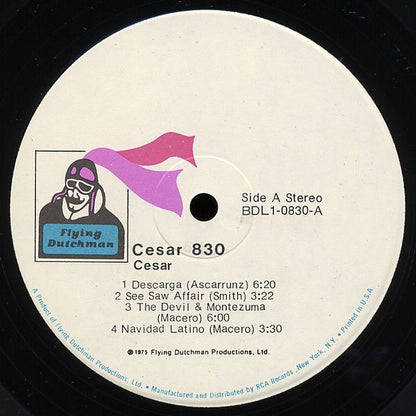 Side A Stereo
BDL1-0830-A
Flying
Dutchman
Cesar 830
Cesar
1 Descarga (Ascarrunz) 6:20
2 See Saw Affair (Smith) 3:22
3 The Devil & Montezuma
(Macero) 6:00
4 Navidad Latino (Macero) 3:30
℗1975 Flying Dutchman Productions, Ltd.
A Product of Flying Dutchman Productions, Ltd. • Manufactured and Distributed by RCA Records, New York, N.Y. • Printed in U.S.A